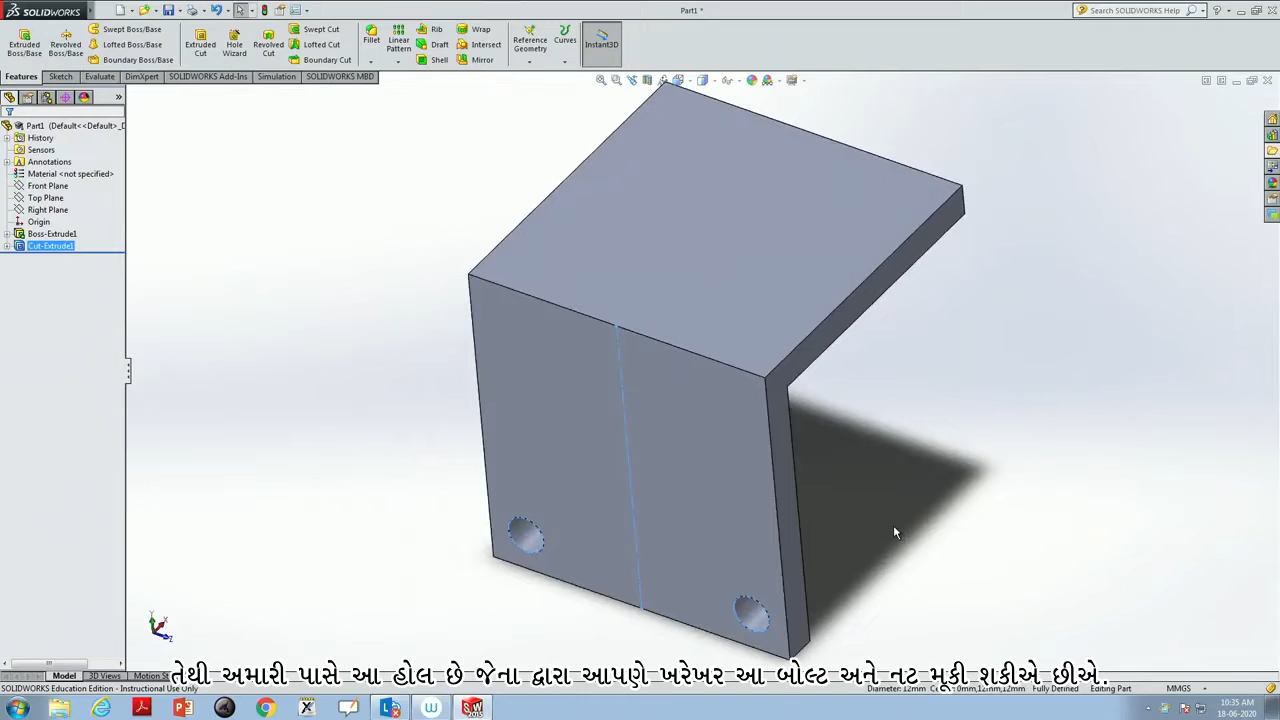 SOLIDWORKS
Part1 *
Search SOLIDWORKS Help
Extruded Boss/Base
Revolved Boss/Base
Swept Boss/Base
Lofted Boss/Base
Boundary Boss/Base
Extruded Cut
Hole Wizard
Revolved Cut
Swept Cut
Lofted Cut
Boundary Cut
Fillet
Linear Pattern
Rib
Draft
Shell
Wrap
Intersect
Mirror
Reference Geometry
Curves
Instant3D
Features Sketch Evaluate DimXpert SOLIDWORKS Add-Ins Simulation SOLIDWORKS MBD
Part1 (Default<<Default>_D
History
Sensors
Annotations
Material <not specified>
Front Plane
Top Plane
Right Plane
Origin
Boss-Extrude1
Cut-Extrude1
તેથી અમારી પાસે આ હોલ છે જેના દ્વારા આપણે ખરેખર આ બોલ્ટ અને નટ મૂકી શકીએ છીએ.
Model 3D Views Motion
SOLIDWORKS Education Edition - Instructional Use Only
Diameter: 12mm
Fully Defined Editing Part MMGS
10:35 AM
18-06-2020